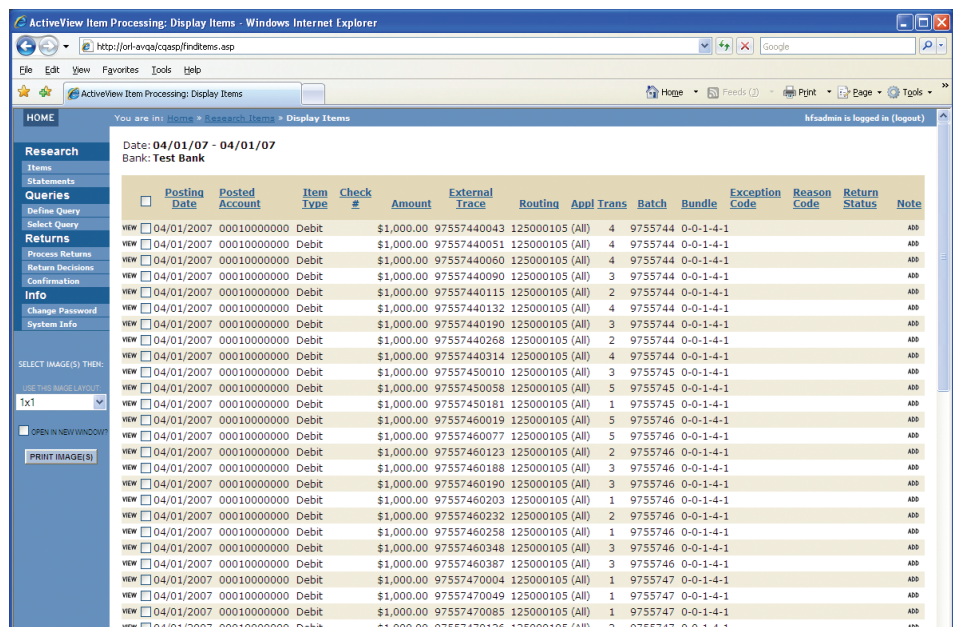 ActiveView Item Processing: Display Items - Windows Internet Explorer
http://orl-avqa/cqasp/finditems.asp
Google
File Edit View Favorites Tools Help
ActiveView Item Processing: Display Items
Home Feeds (J) Print Page Tools »
HOME
You are in: Home » Research Items » Display Items
hfsadmin is logged in (logout)
Research
Items
Statements
Queries
Define Query
Select Query
Returns
Process Returns
Return Decisions
Confirmation
Info
Change Password
System Info
SELECT IMAGE(S) THEN:
USE THIS IMAGE LAYOUT:
1x1
OPEN IN NEW WINDOW?
PRINT IMAGE(S)
Date: 04/01/07 - 04/01/07
Bank: Test Bank
Posting Date Posted Account Item Type Check # Amount External Trace Routing Appl Trans Batch Bundle Exception Code Reason Code Return Status Note
VIEW 04/01/2007 00010000000 Debit $1,000.00 97557440043 125000105 (All) 4 9755744 0-0-1-4-1 ADD
VIEW 04/01/2007 00010000000 Debit $1,000.00 97557440051 125000105 (All) 4 9755744 0-0-1-4-1 ADD
VIEW 04/01/2007 00010000000 Debit $1,000.00 97557440060 125000105 (All) 4 9755744 0-0-1-4-1 ADD
VIEW 04/01/2007 00010000000 Debit $1,000.00 97557440090 125000105 (All) 3 9755744 0-0-1-4-1 ADD
VIEW 04/01/2007 00010000000 Debit $1,000.00 97557440115 125000105 (All) 2 9755744 0-0-1-4-1 ADD
VIEW 04/01/2007 00010000000 Debit $1,000.00 97557440132 125000105 (All) 4 9755744 0-0-1-4-1 ADD
VIEW 04/01/2007 00010000000 Debit $1,000.00 97557440190 125000105 (All) 3 9755744 0-0-1-4-1 ADD
VIEW 04/01/2007 00010000000 Debit $1,000.00 97557440268 125000105 (All) 2 9755744 0-0-1-4-1 ADD
VIEW 04/01/2007 00010000000 Debit $1,000.00 97557440314 125000105 (All) 4 9755744 0-0-1-4-1 ADD
VIEW 04/01/2007 00010000000 Debit $1,000.00 97557450010 125000105 (All) 3 9755745 0-0-1-4-1 ADD
VIEW 04/01/2007 00010000000 Debit $1,000.00 97557450058 125000105 (All) 5 9755745 0-0-1-4-1 ADD
VIEW 04/01/2007 00010000000 Debit $1,000.00 97557450181 125000105 (All) 1 9755745 0-0-1-4-1 ADD
VIEW 04/01/2007 00010000000 Debit $1,000.00 97557460019 125000105 (All) 5 9755746 0-0-1-4-1 ADD
VIEW 04/01/2007 00010000000 Debit $1,000.00 97557460077 125000105 (All) 5 9755746 0-0-1-4-1 ADD
VIEW 04/01/2007 00010000000 Debit $1,000.00 97557460123 125000105 (All) 2 9755746 0-0-1-4-1 ADD
VIEW 04/01/2007 00010000000 Debit $1,000.00 97557460188 125000105 (All) 3 9755746 0-0-1-4-1 ADD
VIEW 04/01/2007 00010000000 Debit $1,000.00 97557460190 125000105 (All) 3 9755746 0-0-1-4-1 ADD
VIEW 04/01/2007 00010000000 Debit $1,000.00 97557460203 125000105 (All) 1 9755746 0-0-1-4-1 ADD
VIEW 04/01/2007 00010000000 Debit $1,000.00 97557460232 125000105 (All) 2 9755746 0-0-1-4-1 ADD
VIEW 04/01/2007 00010000000 Debit $1,000.00 97557460258 125000105 (All) 1 9755746 0-0-1-4-1 ADD
VIEW 04/01/2007 00010000000 Debit $1,000.00 97557460348 125000105 (All) 3 9755746 0-0-1-4-1 ADD
VIEW 04/01/2007 00010000000 Debit $1,000.00 97557460387 125000105 (All) 3 9755746 0-0-1-4-1 ADD
VIEW 04/01/2007 00010000000 Debit $1,000.00 97557470004 125000105 (All) 1 9755747 0-0-1-4-1 ADD
VIEW 04/01/2007 00010000000 Debit $1,000.00 97557470049 125000105 (All) 1 9755747 0-0-1-4-1 ADD
VIEW 04/01/2007 00010000000 Debit $1,000.00 97557470085 125000105 (All) 1 9755747 0-0-1-4-1 ADD